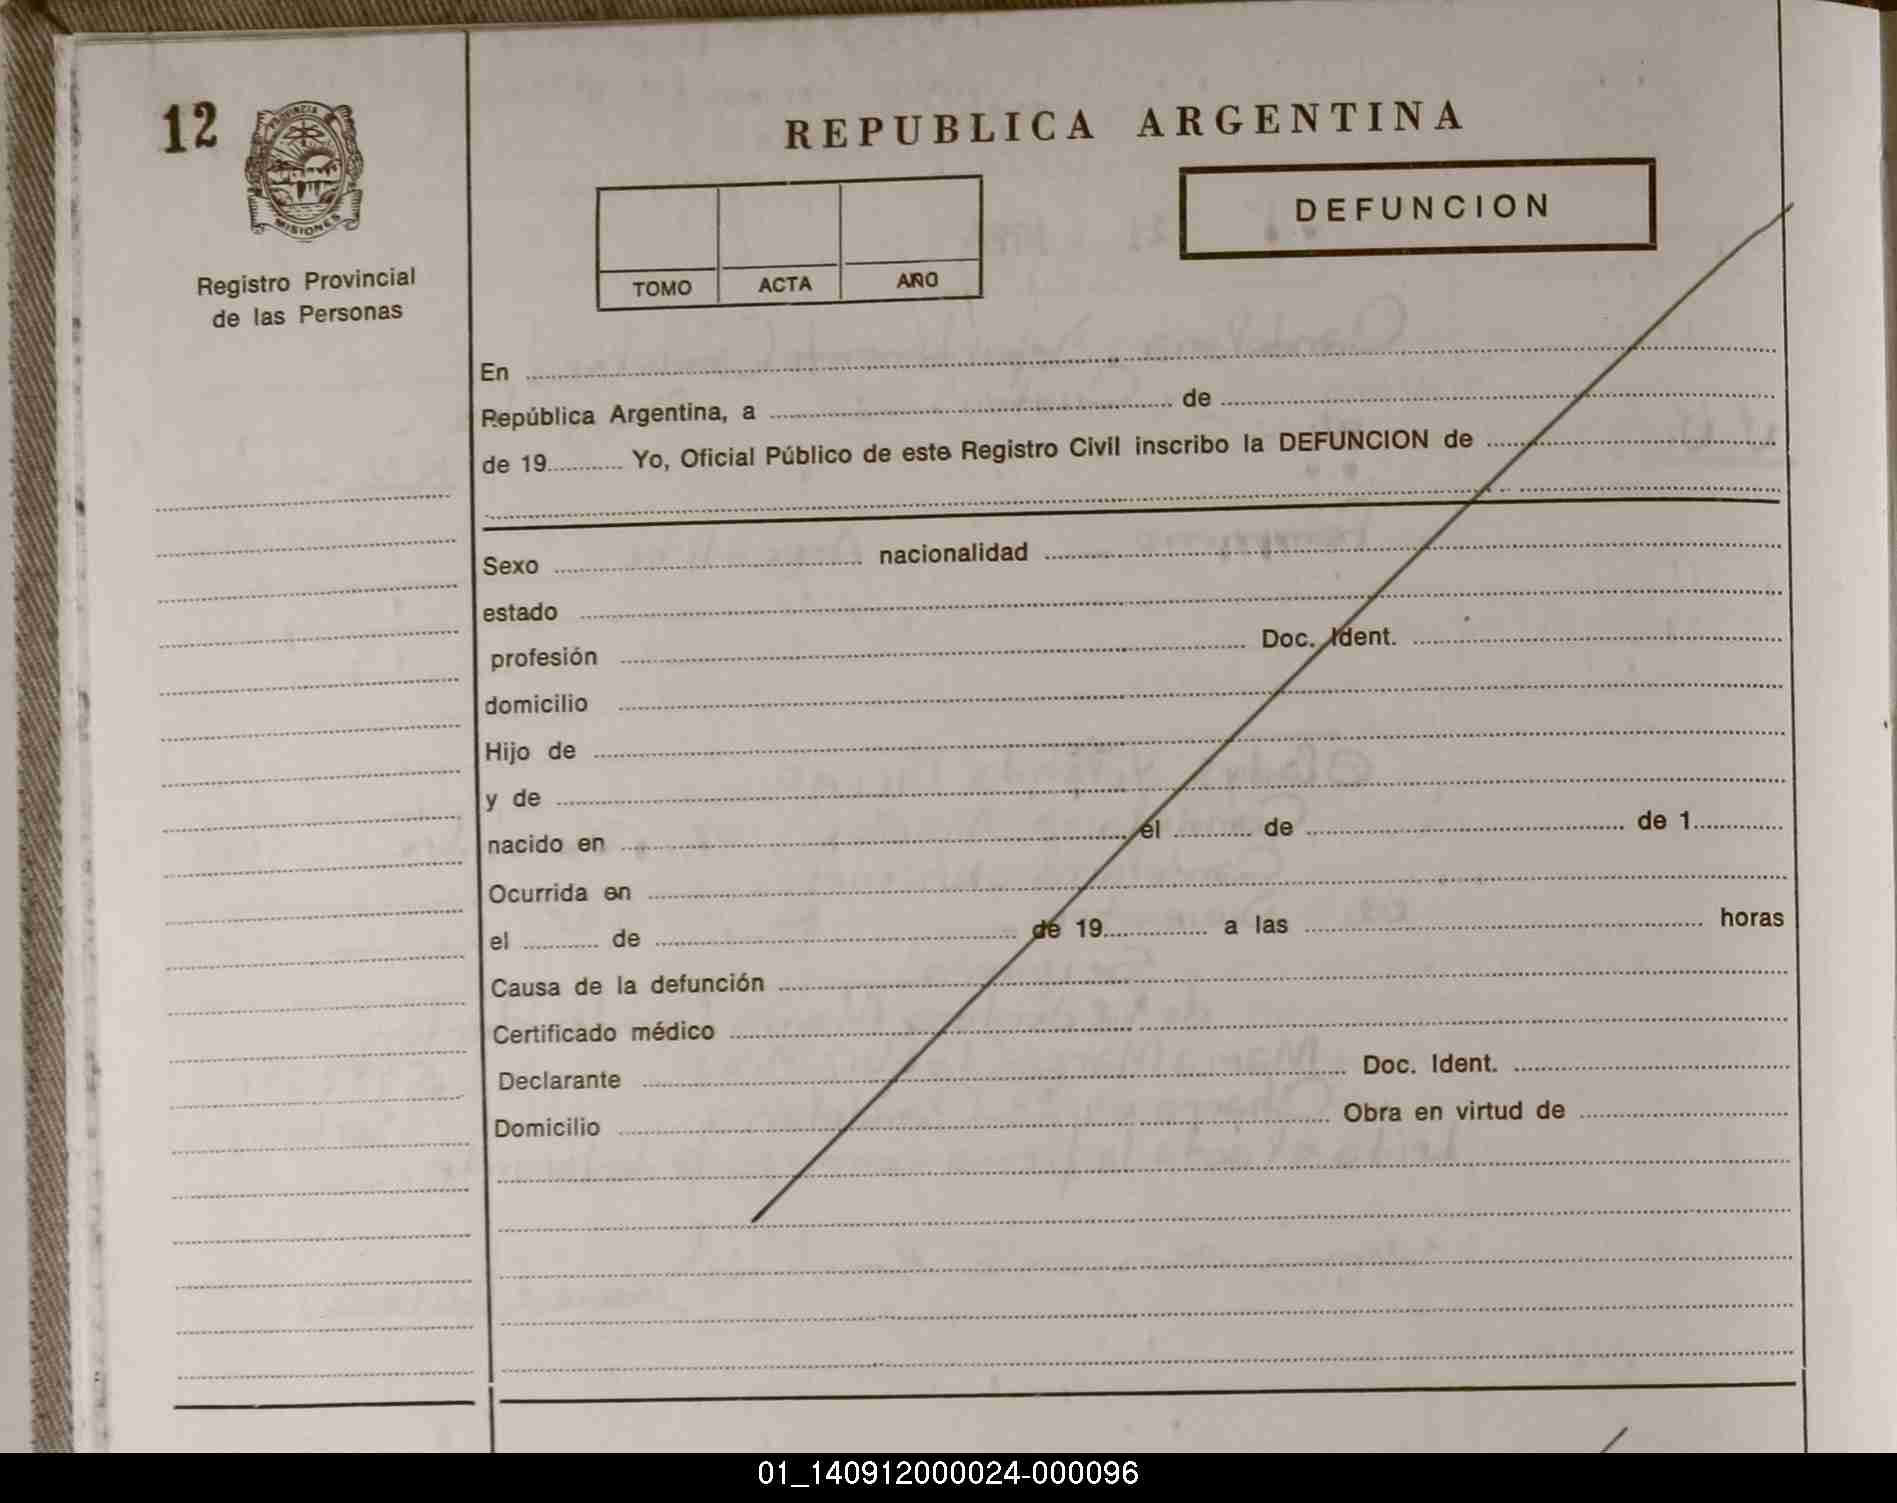 12
PROVINCIA
MISIONES
Registro Provincial
de las Personas
REPUBLICA ARGENTINA
DEFUNCION
TOMO ACTA AÑO
En
República Argentina, a de
de 19 Yo, Oficial Público de este Registro Civil inscribo la DEFUNCION de
Sexo nacionalidad
estado
profesión Doc. Ident.
domicilio
Hijo de
y de
nacido en el de de 1
Ocurrida en
el de de 19 a las horas
Causa de la defunción
Certificado médico
Declarante Doc. Ident.
Domicilio Obra en virtud de
01_140912000024-000096